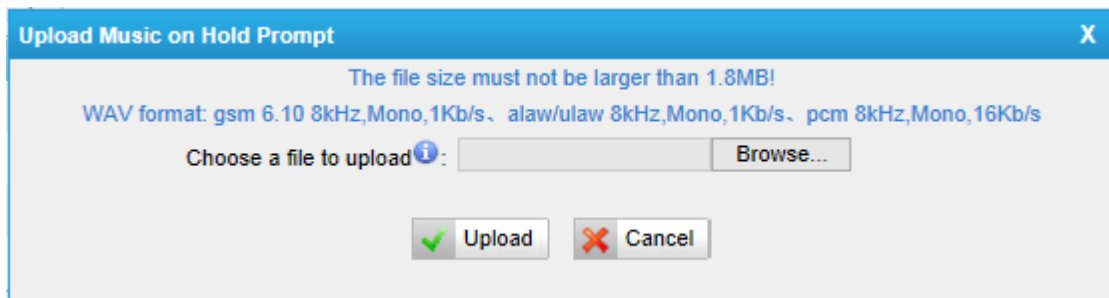 Upload Music on Hold Prompt X
The file size must not be larger than 1.8MB!
WAV format: gsm 6.10 8kHz,Mono,1Kb/s、alaw/ulaw 8kHz,Mono,1Kb/s、pcm 8kHz,Mono,16Kb/s
Choose a file to upload i : Browse...
Upload Cancel